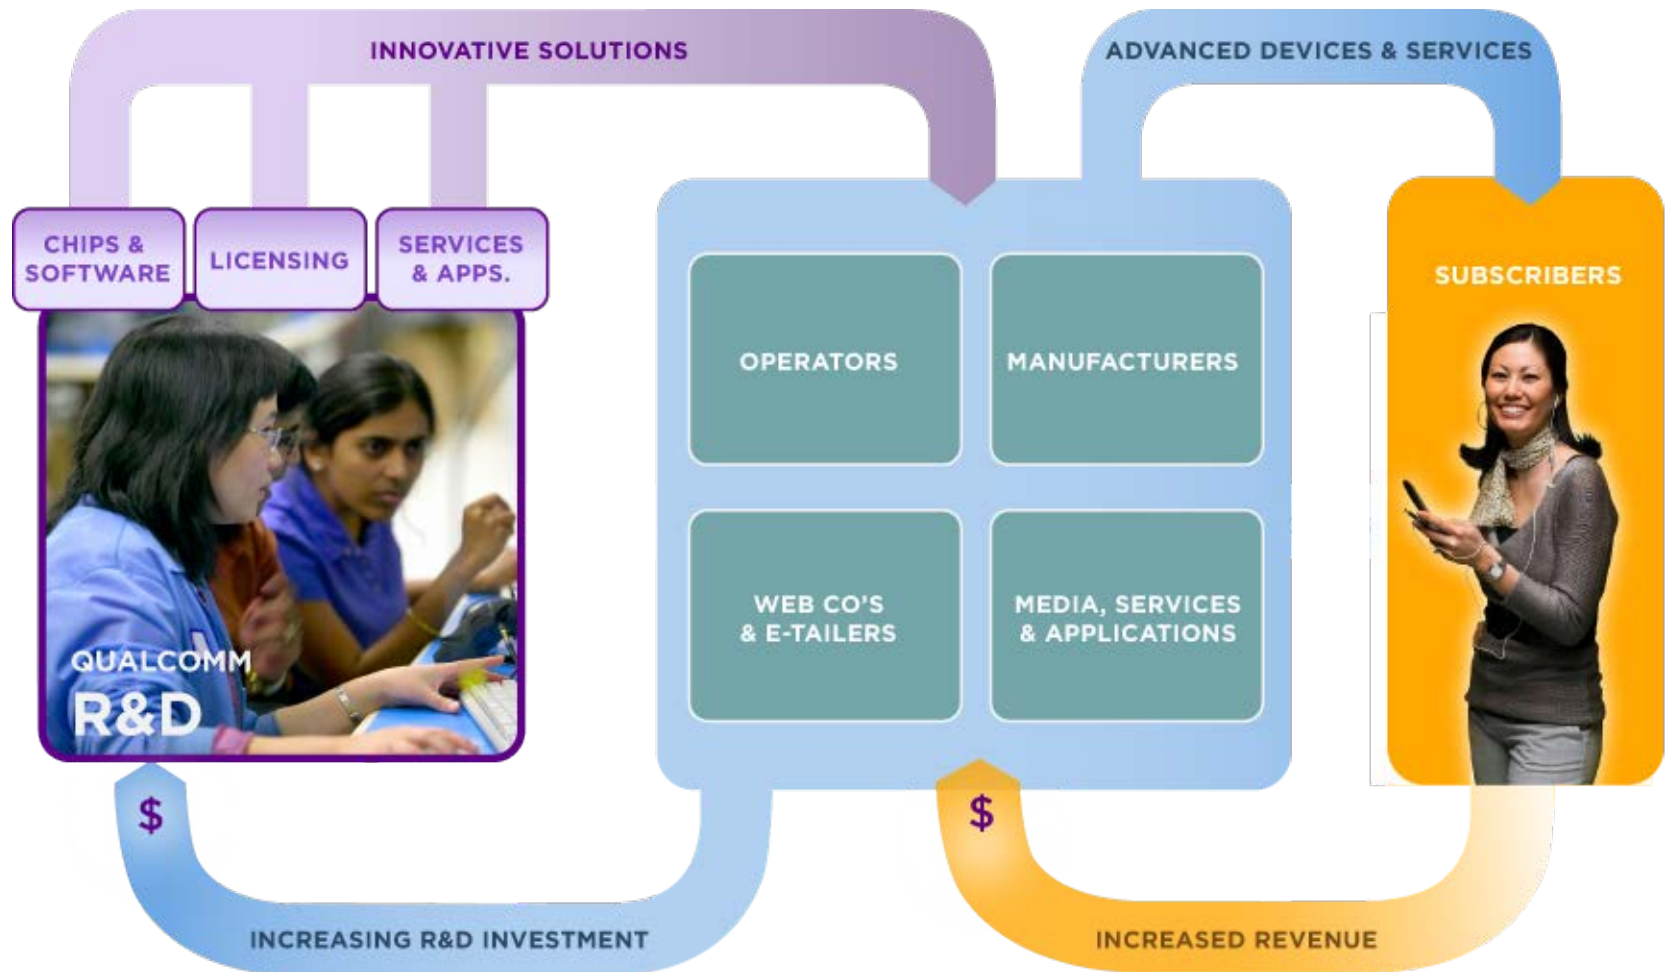 INNOVATIVE SOLUTIONS
ADVANCED DEVICES & SERVICES
CHIPS &
SOFTWARE
LICENSING
SERVICES
& APPS.
SUBSCRIBERS
OPERATORS
MANUFACTURERS
WEB CO'S
& E-TAILERS
MEDIA, SERVICES
& APPLICATIONS
QUALCOMM
R&D
$
$
INCREASING R&D INVESTMENT
INCREASED REVENUE